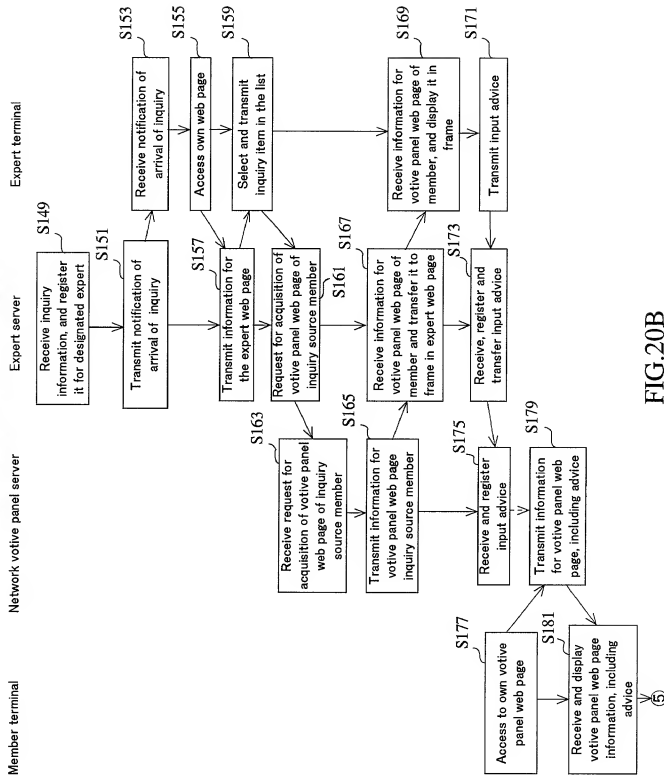 Member terminal
Network votive panel server
Expert server
Expert terminal
S149
Receive inquiry
information, and register
it for designated expert
S151
Transmit notification of
arrival of inquiry
S153
Receive notification of
arrival of inquiry
S155
Access own web page
S157
Transmit information for
the expert web page
S159
Select and transmit
inquiry item in the list
S161
Request for acquisition of
votive panel web page of
inquiry source member
S163
Receive request for
acquisition of votive panel
web page of inquiry
source member
S165
Transmit information for
votive panel web page
inquiry source member
S167
Receive information for
votive panel web page of
member and transfer it to
frame in expert web page
S169
Receive information for
votive panel web page of
member, and display it in
frame
S171
Transmit input advice
S173
Receive, register and
transfer input advice
S175
Receive and register
input advice
S177
Access to own votive
panel web page
S179
Transmit information
for votive panel web
page, including advice
S181
Receive and display
votive panel web page
information, including
advice
⑤
FIG.20B